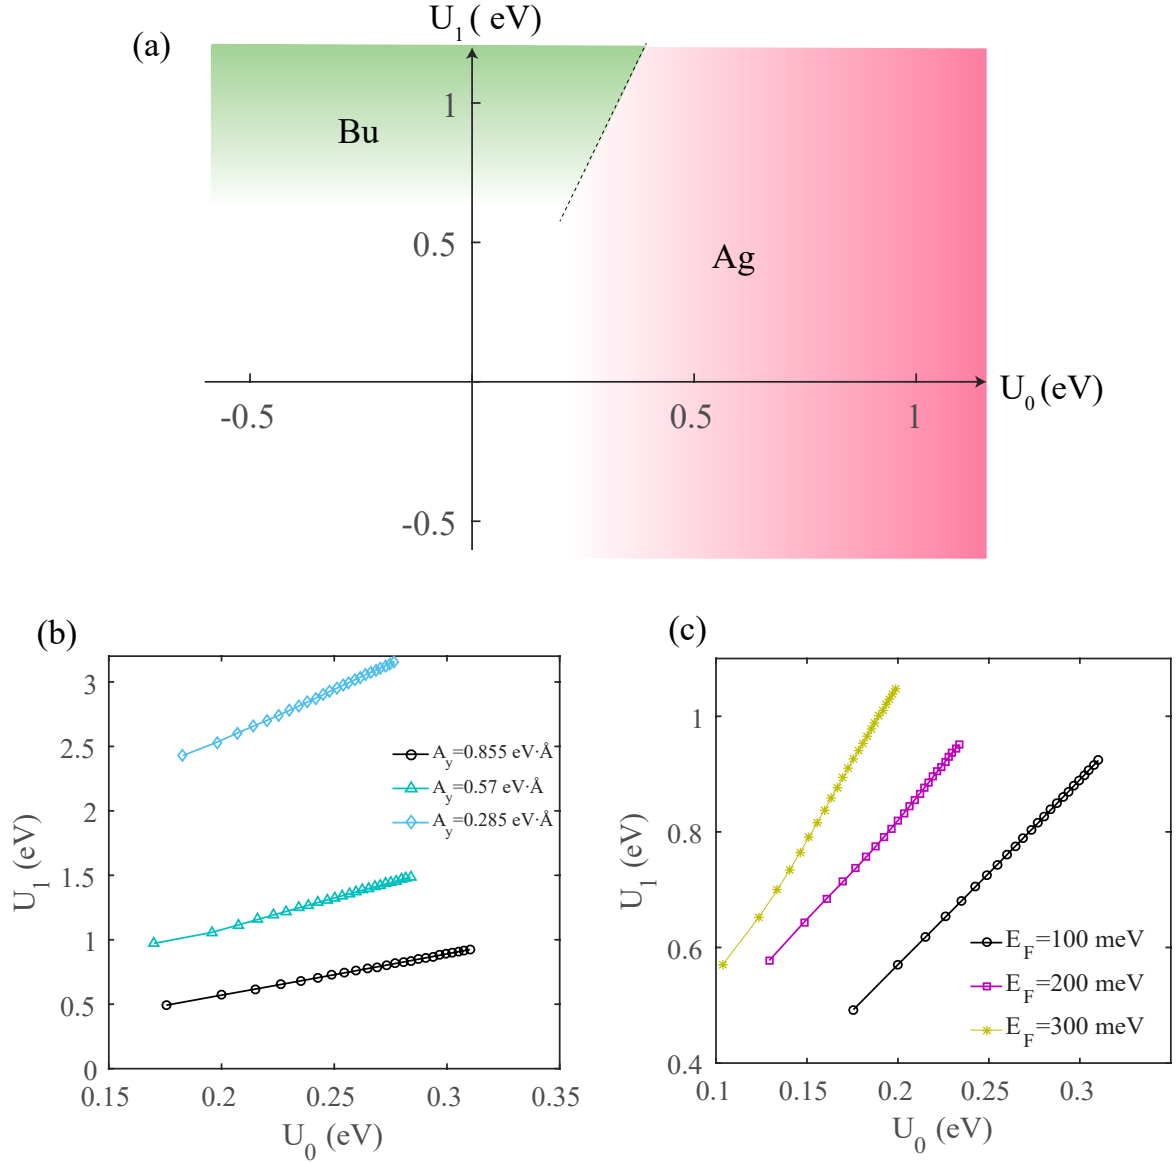 (a)
U1 ( eV)
1
Bu
0.5
Ag
-0.5
0.5
1
U0 (eV)
-0.5
(b)
3
2.5
2
1.5
1
0.5
0
Ay=0.855 eV·Å
Ay=0.57 eV·Å
Ay=0.285 eV·Å
0.15
0.2
0.25
0.3
0.35
U0 (eV)
U1 (eV)
(c)
1
0.8
0.6
0.4
EF=100 meV
EF=200 meV
EF=300 meV
0.1
0.15
0.2
0.25
0.3
U0 (eV)
U1 (eV)